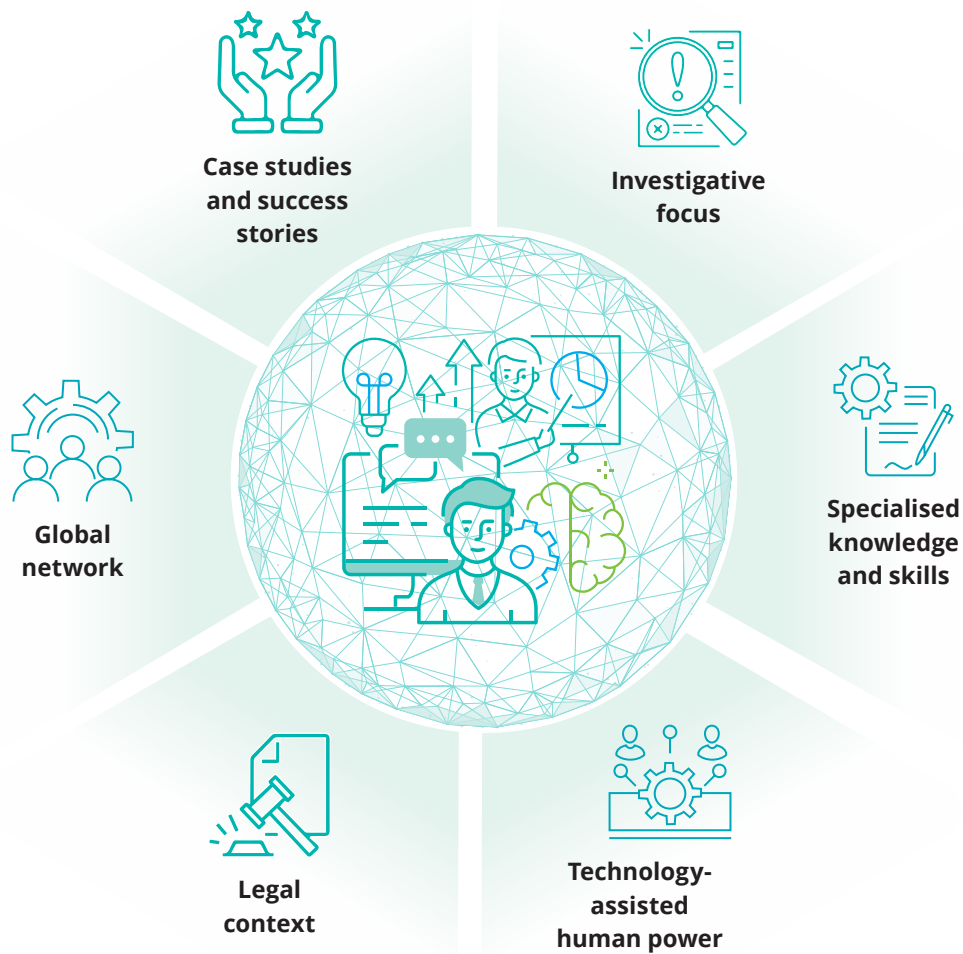 Case studies
and success
stories
Investigative
focus
Global
network
Specialised
knowledge
and skills
Legal
context
Technology-
assisted
human power